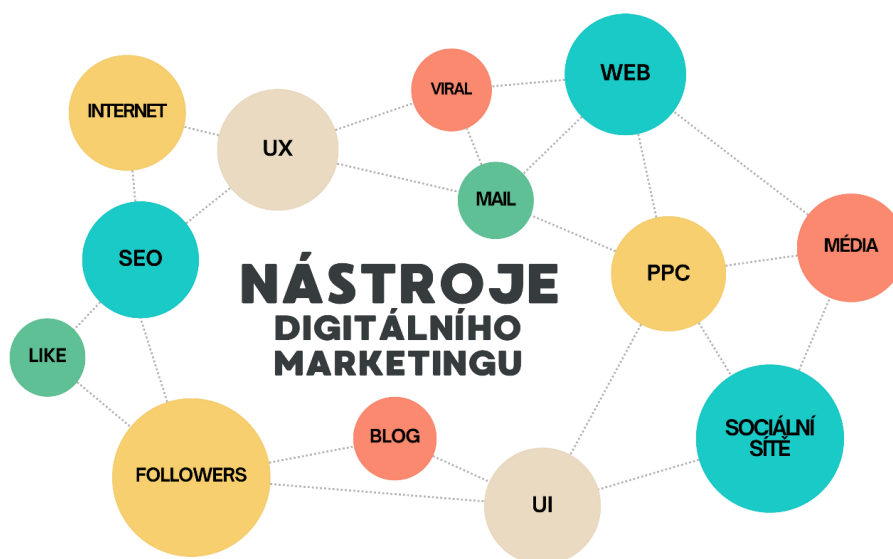 WEB
VIRAL
INTERNET
UX
MAIL
MÉDIA
SEO
PPC
NÁSTROJE
DIGITÁLNÍHO
MARKETINGU
LIKE
SOCIÁLNÍ
SÍTĚ
BLOG
FOLLOWERS
UI